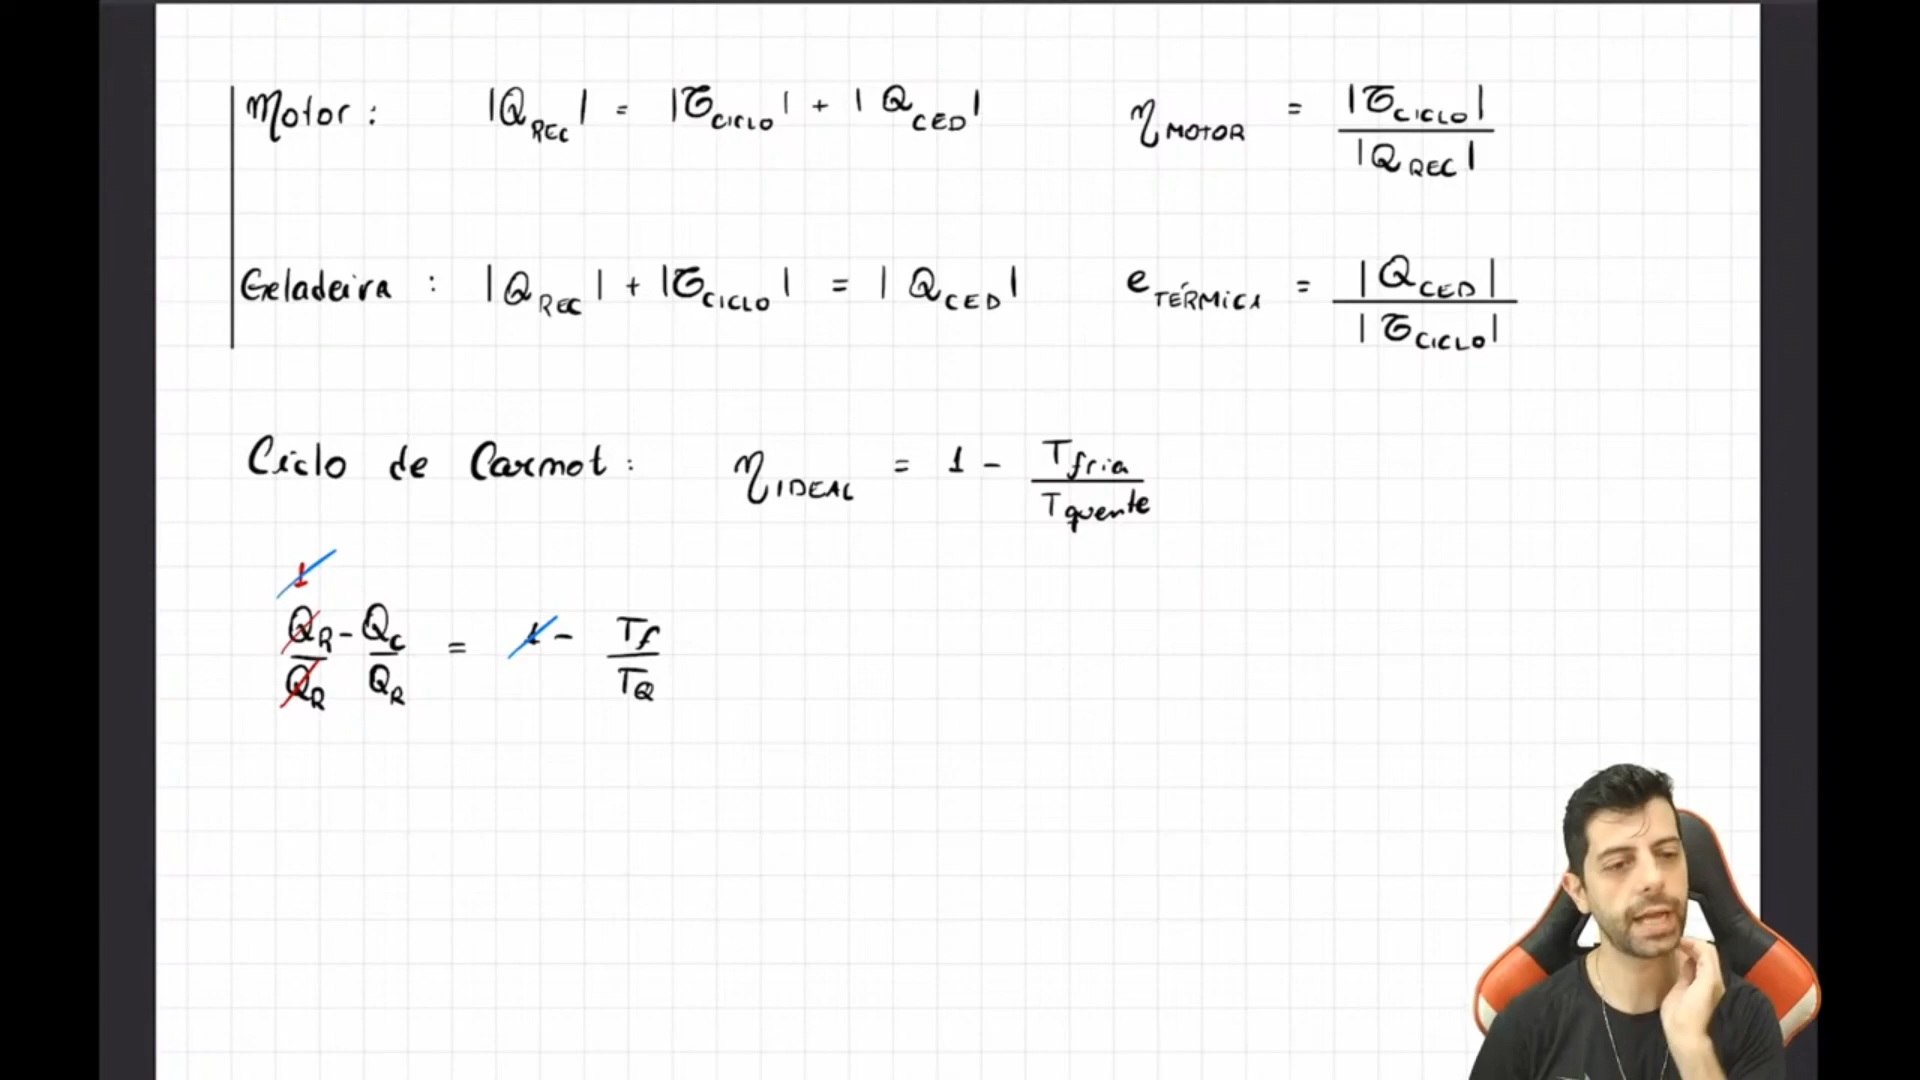 Motor: |Q_REC| = |𝜏_CICLO| + |Q_CED| η_MOTOR = |𝜏_CICLO| / |Q_REC|
Geladeira: |Q_REC| + |𝜏_CICLO| = |Q_CED| e_TÉRMICA = |Q_CED| / |𝜏_CICLO|
Ciclo de Carnot: η_IDEAL = 1 - T_fria / T_quente
1
Q_R / Q_R - Q_C / Q_R = 1 - T_f / T_Q